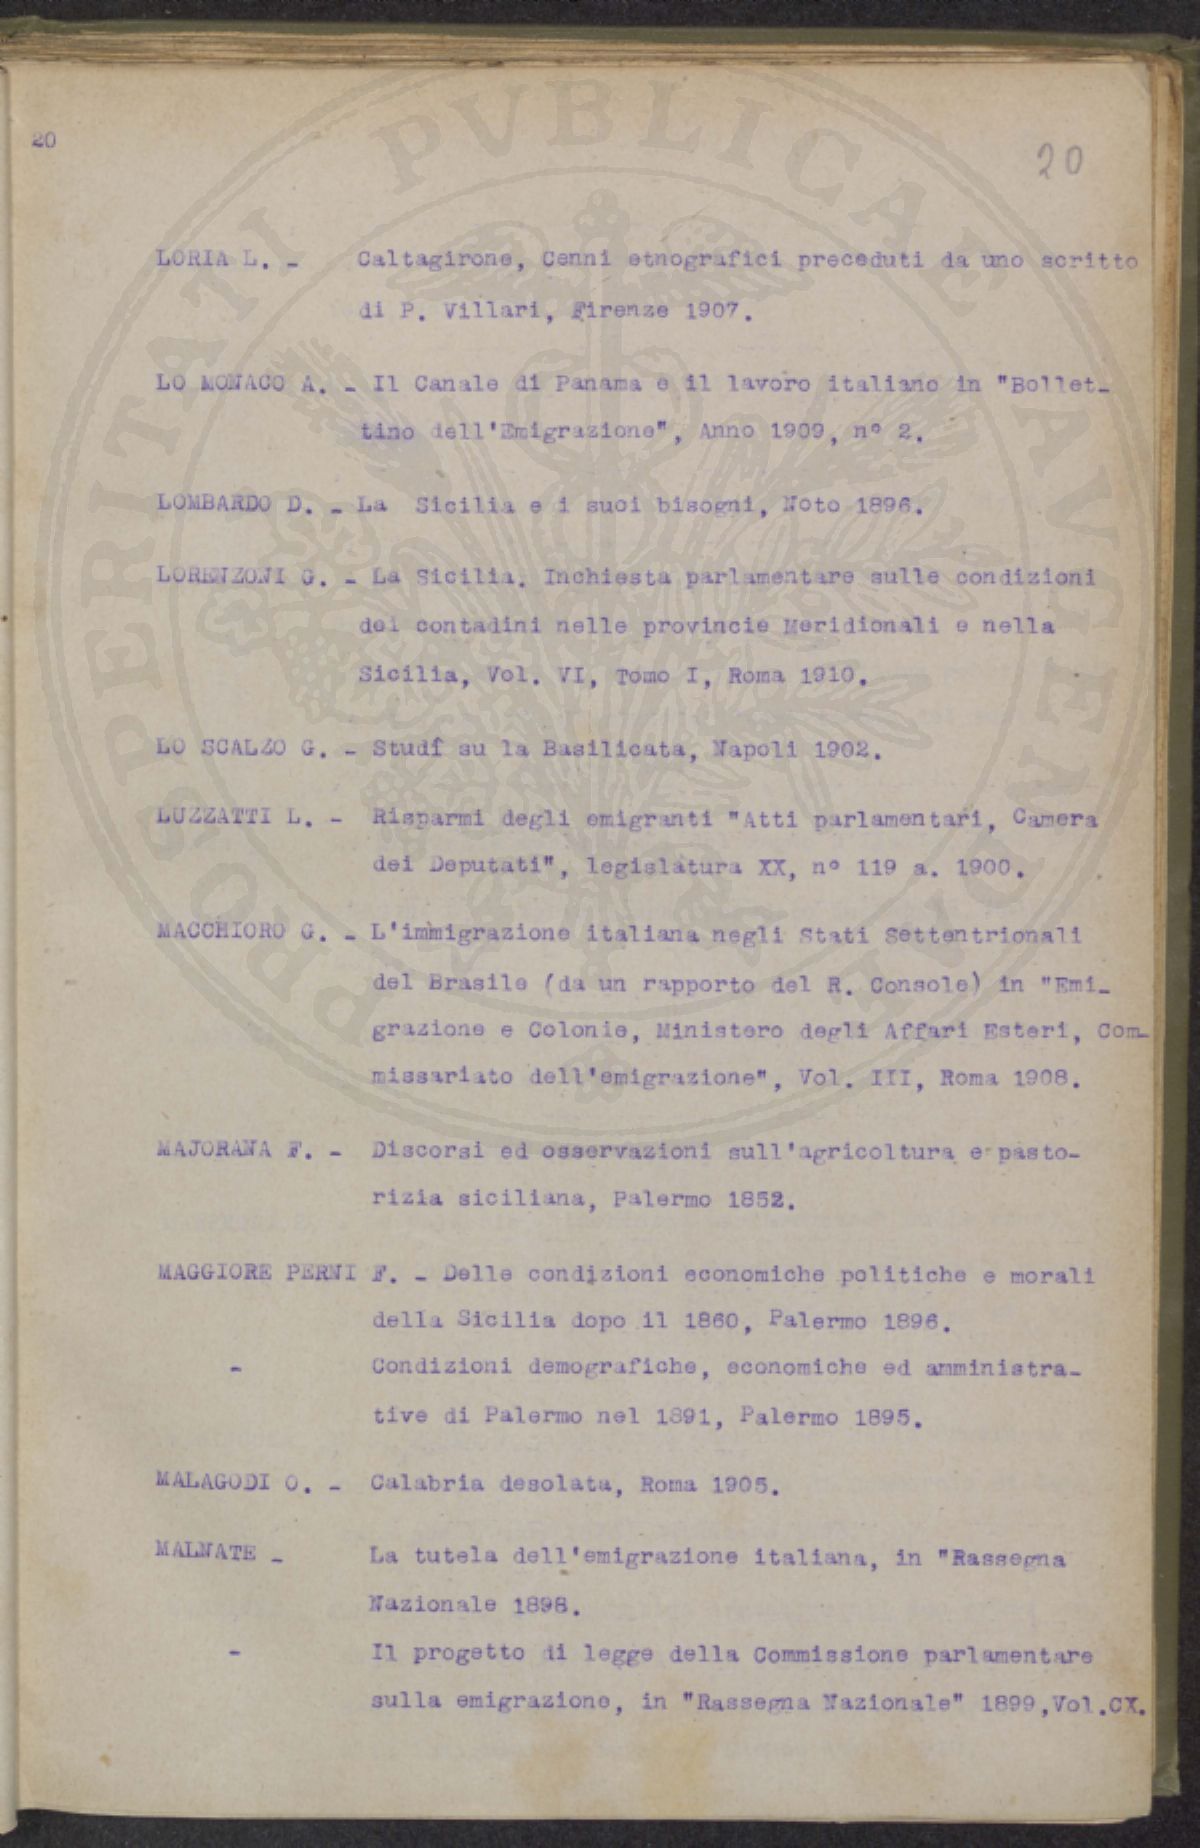 20
20
LORIA L. - Caltagirone, Cenni etnografici preceduti da uno scritto
di P. Villari, Firenze 1907.
LO MONACO A. - Il Canale di Panama e il lavoro italiano in "Bollet-
tino dell'Emigrazione", Anno 1909, n° 2.
LOMBARDO D. - La Sicilia e i suoi bisogni, Noto 1896.
LORENZONI G. - La Sicilia. Inchiesta parlamentare sulle condizioni
dei contadini nelle provincie Meridionali e nella
Sicilia, Vol. VI, Tomo I, Roma 1910.
LO SCALZO G. - Studî su la Basilicata, Napoli 1902.
LUZZATTI L. - Risparmi degli emigranti "Atti parlamentari, Camera
dei Deputati", legislatura XX, n° 119 a. 1900.
MACCHIORO G. - L'immigrazione italiana negli Stati Settentrionali
del Brasile (da un rapporto del R. Console) in "Emi-
grazione e Colonie, Ministero degli Affari Esteri, Com-
missariato dell'emigrazione", Vol. III, Roma 1908.
MAJORANA F. - Discorsi ed osservazioni sull'agricoltura e pasto-
rizia siciliana, Palermo 1852.
MAGGIORE PERNI F. - Delle condizioni economiche politiche e morali
della Sicilia dopo il 1860, Palermo 1896.
- Condizioni demografiche, economiche ed amministra-
tive di Palermo nel 1891, Palermo 1895.
MALAGODI O. - Calabria desolata, Roma 1905.
MALNATE - La tutela dell'emigrazione italiana, in "Rassegna
Nazionale 1898.
- Il progetto di legge della Commissione parlamentare
sulla emigrazione, in "Rassegna Nazionale" 1899,Vol.CX.
PROSPERITATI PVBLICAE AVGENDAE